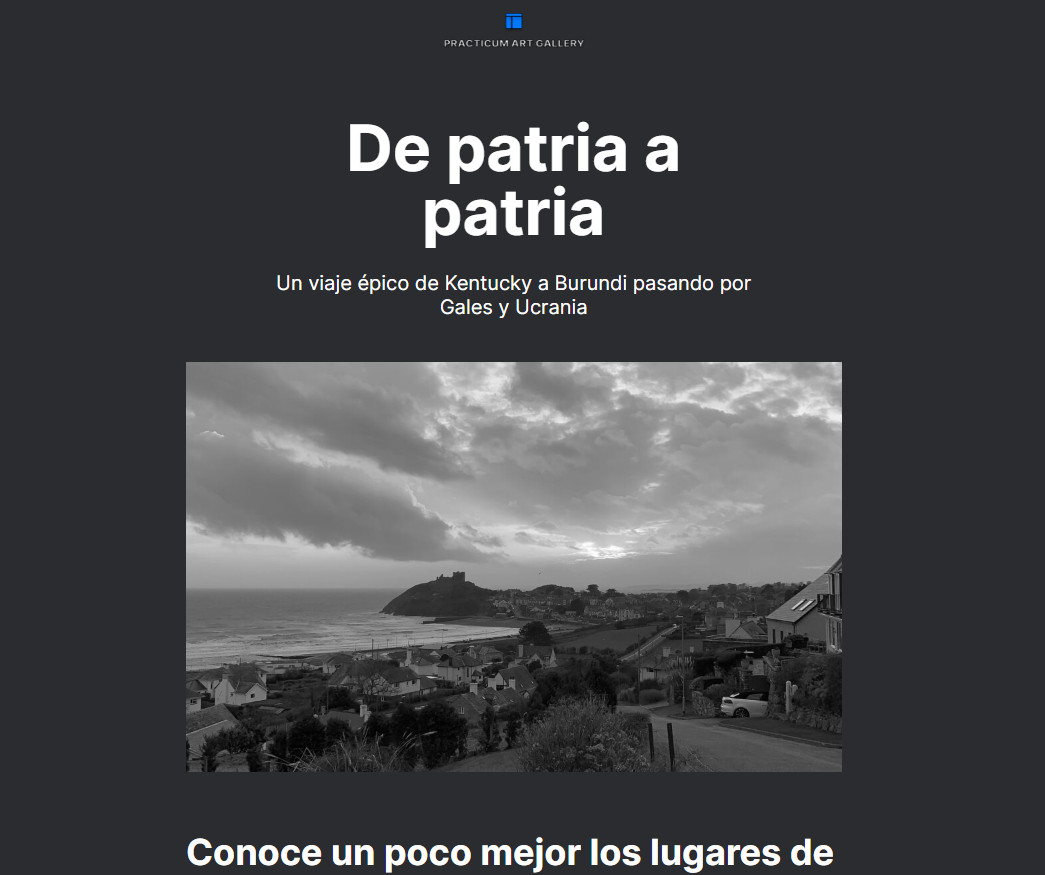 PRACTICUM ART GALLERY
De patria a
patria
Un viaje épico de Kentucky a Burundi pasando por
Gales y Ucrania
Conoce un poco mejor los lugares de